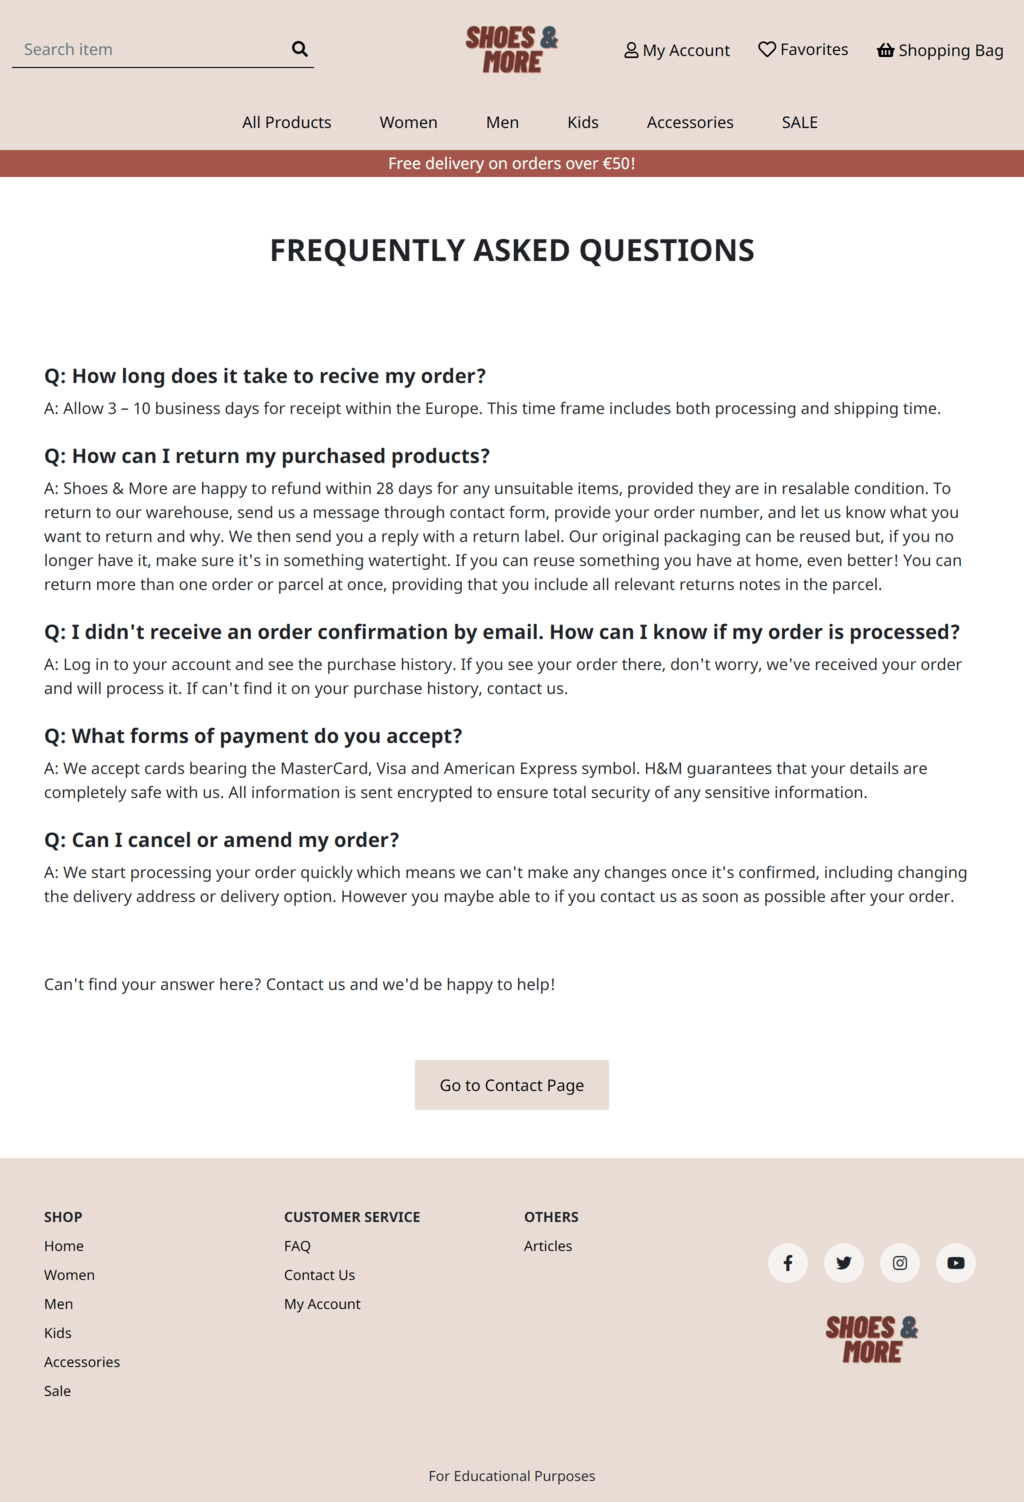 Search item
SHOES &
MORE
My Account
Favorites
Shopping Bag
All Products
Women
Men
Kids
Accessories
SALE
Free delivery on orders over €50!
FREQUENTLY ASKED QUESTIONS
Q: How long does it take to recive my order?
A: Allow 3 – 10 business days for receipt within the Europe. This time frame includes both processing and shipping time.
Q: How can I return my purchased products?
A: Shoes & More are happy to refund within 28 days for any unsuitable items, provided they are in resalable condition. To
return to our warehouse, send us a message through contact form, provide your order number, and let us know what you
want to return and why. We then send you a reply with a return label. Our original packaging can be reused but, if you no
longer have it, make sure it's in something watertight. If you can reuse something you have at home, even better! You can
return more than one order or parcel at once, providing that you include all relevant returns notes in the parcel.
Q: I didn't receive an order confirmation by email. How can I know if my order is processed?
A: Log in to your account and see the purchase history. If you see your order there, don't worry, we've received your order
and will process it. If can't find it on your purchase history, contact us.
Q: What forms of payment do you accept?
A: We accept cards bearing the MasterCard, Visa and American Express symbol. H&M guarantees that your details are
completely safe with us. All information is sent encrypted to ensure total security of any sensitive information.
Q: Can I cancel or amend my order?
A: We start processing your order quickly which means we can't make any changes once it's confirmed, including changing
the delivery address or delivery option. However you maybe able to if you contact us as soon as possible after your order.
Can't find your answer here? Contact us and we'd be happy to help!
Go to Contact Page
SHOP
Home
Women
Men
Kids
Accessories
Sale
CUSTOMER SERVICE
FAQ
Contact Us
My Account
OTHERS
Articles
SHOES &
MORE
For Educational Purposes